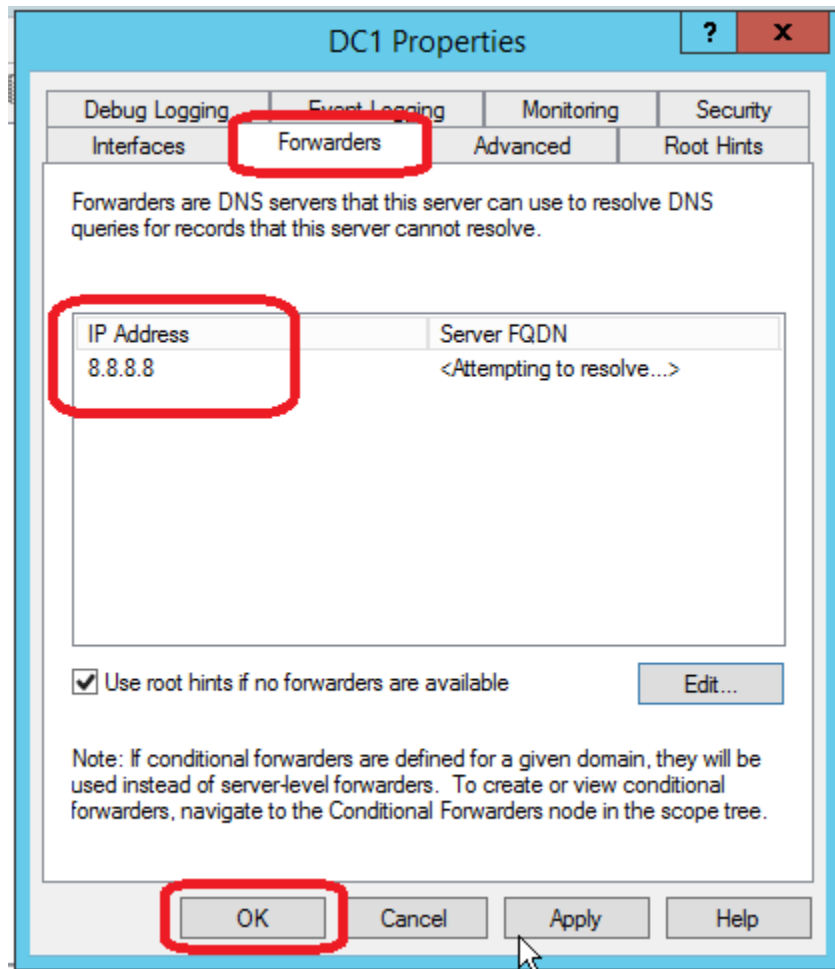 DC1 Properties
?
x
Debug Logging
Event Logging
Monitoring
Security
Interfaces
Forwarders
Advanced
Root Hints
Forwarders are DNS servers that this server can use to resolve DNS
queries for records that this server cannot resolve.
IP Address
Server FQDN
8.8.8.8
<Attempting to resolve...>
Use root hints if no forwarders are available
Edit...
Note: If conditional forwarders are defined for a given domain, they will be
used instead of server-level forwarders. To create or view conditional
forwarders, navigate to the Conditional Forwarders node in the scope tree.
OK
Cancel
Apply
Help